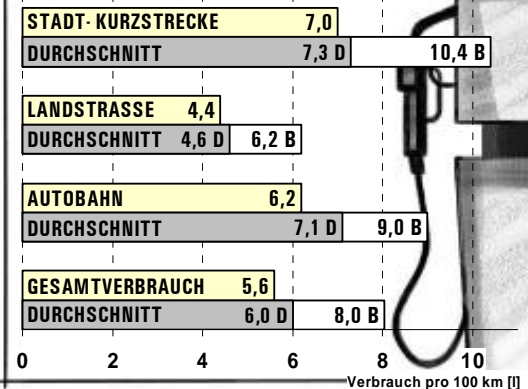 STADT- KURZSTRECKE 7,0
DURCHSCHNITT 7,3 D 10,4 B
LANDSTRASSE 4,4
DURCHSCHNITT 4,6 D 6,2 B
AUTOBAHN 6,2
DURCHSCHNITT 7,1 D 9,0 B
GESAMTVERBRAUCH 5,6
DURCHSCHNITT 6,0 D 8,0 B
0 2 4 6 8 10
Verbrauch pro 100 km [l]